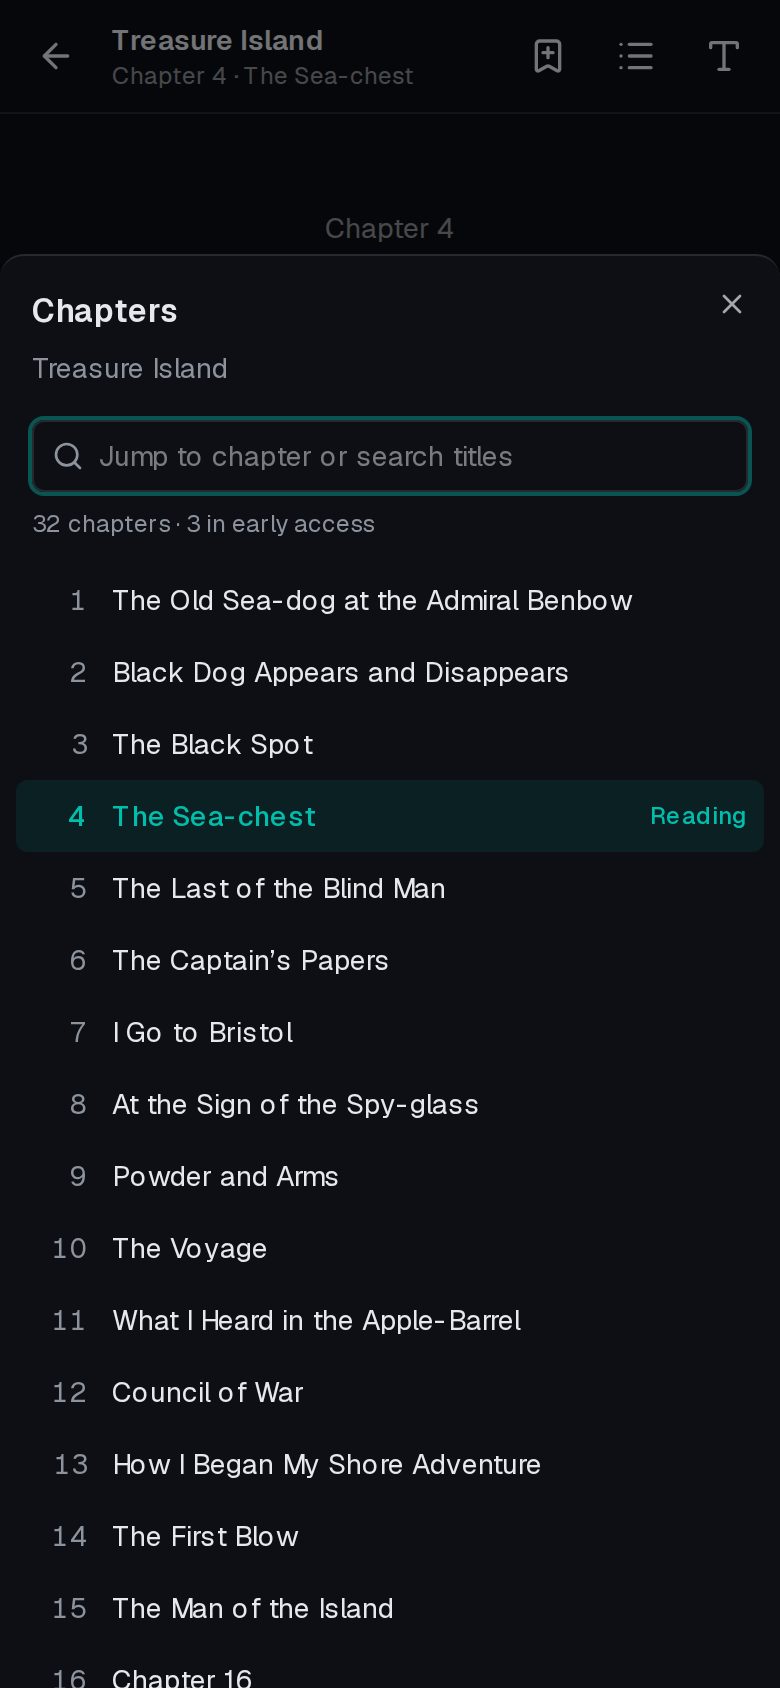 Treasure Island
Chapter 4 · The Sea-chest
Chapter 4
Chapters
Treasure Island
Jump to chapter or search titles
32 chapters · 3 in early access
1 The Old Sea-dog at the Admiral Benbow
2 Black Dog Appears and Disappears
3 The Black Spot
4 The Sea-chest Reading
5 The Last of the Blind Man
6 The Captain’s Papers
7 I Go to Bristol
8 At the Sign of the Spy-glass
9 Powder and Arms
10 The Voyage
11 What I Heard in the Apple-Barrel
12 Council of War
13 How I Began My Shore Adventure
14 The First Blow
15 The Man of the Island
16 Chapter 16